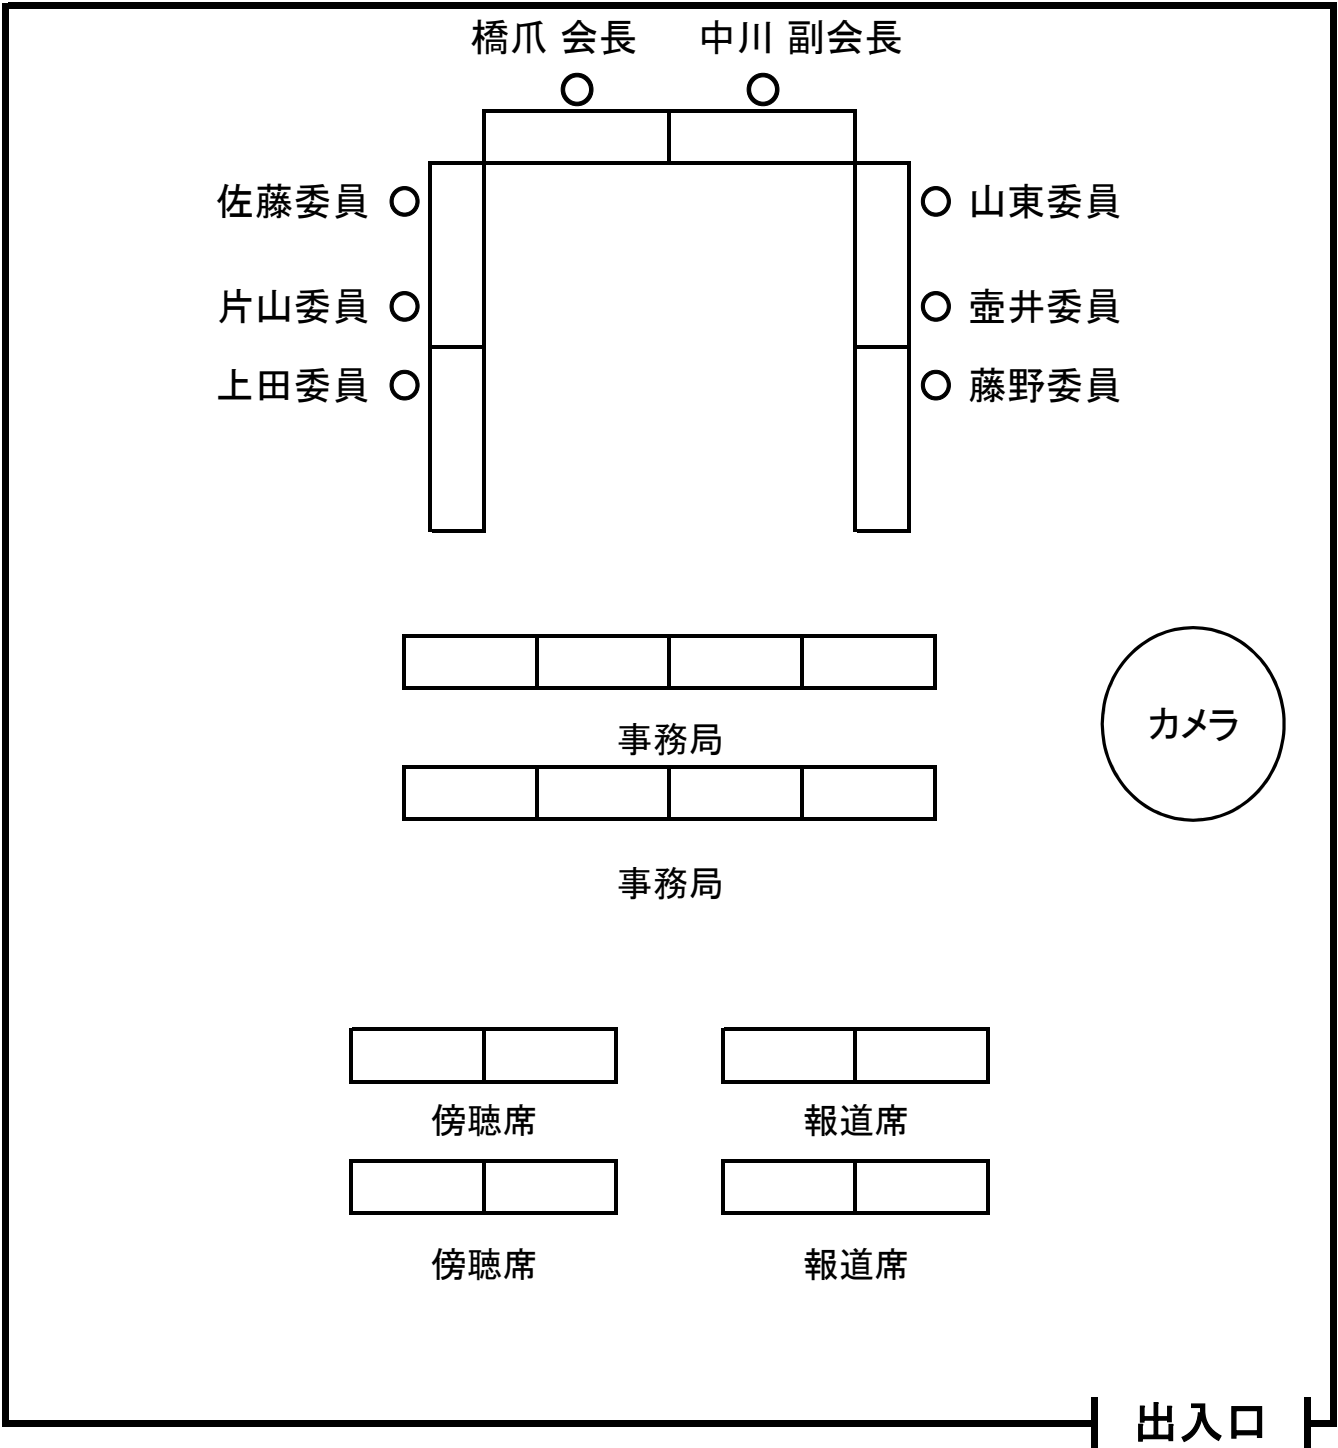 橋爪 会長 中川 副会長
佐藤委員 山東委員
片山委員 壺井委員
上田委員 藤野委員
カメラ
事務局
事務局
傍聴席 報道席
傍聴席 報道席
出入口